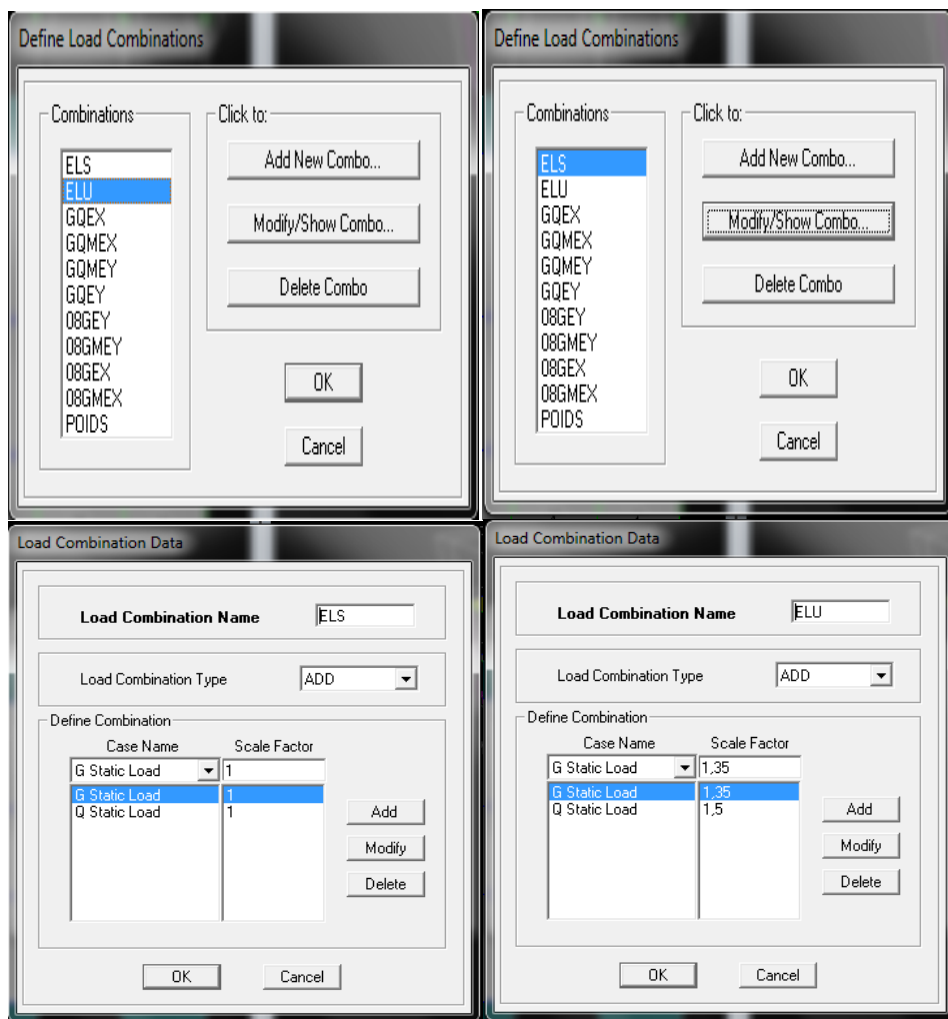 Define Load Combinations
Combinations
ELS
ELU
GQEX
GQMEX
GQMEY
GQEY
08GEY
08GMEY
08GEX
08GMEX
POIDS
Click to:
Add New Combo...
Modify/Show Combo...
Delete Combo
OK
Cancel
Define Load Combinations
Combinations
ELS
ELU
GQEX
GQMEX
GQMEY
GQEY
08GEY
08GMEY
08GEX
08GMEX
POIDS
Click to:
Add New Combo...
Modify/Show Combo...
Delete Combo
OK
Cancel
Load Combination Data
Load Combination Name ELS
Load Combination Type ADD
Define Combination
Case Name Scale Factor
G Static Load 1
G Static Load 1
Q Static Load 1
Add
Modify
Delete
OK Cancel
Load Combination Data
Load Combination Name ELU
Load Combination Type ADD
Define Combination
Case Name Scale Factor
G Static Load 1,35
G Static Load 1,35
Q Static Load 1,5
Add
Modify
Delete
OK Cancel